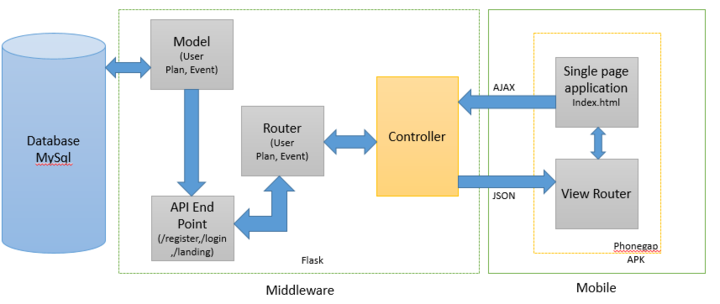 Database
MySql
Model
(User
Plan, Event)
API End
Point
(/register,/login
,/landing)
Router
(User
Plan, Event)
Controller
Flask
Middleware
AJAX
JSON
Single page
application
Index.html
View Router
Phonegap
APK
Mobile